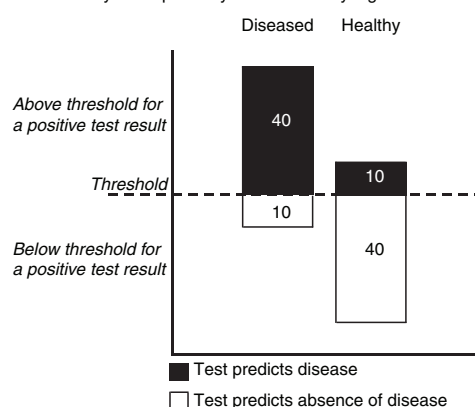 Diseased Healthy
Above threshold for
a positive test result
40
10
Threshold
10
Below threshold for
a positive test result
40
Test predicts disease
Test predicts absence of disease